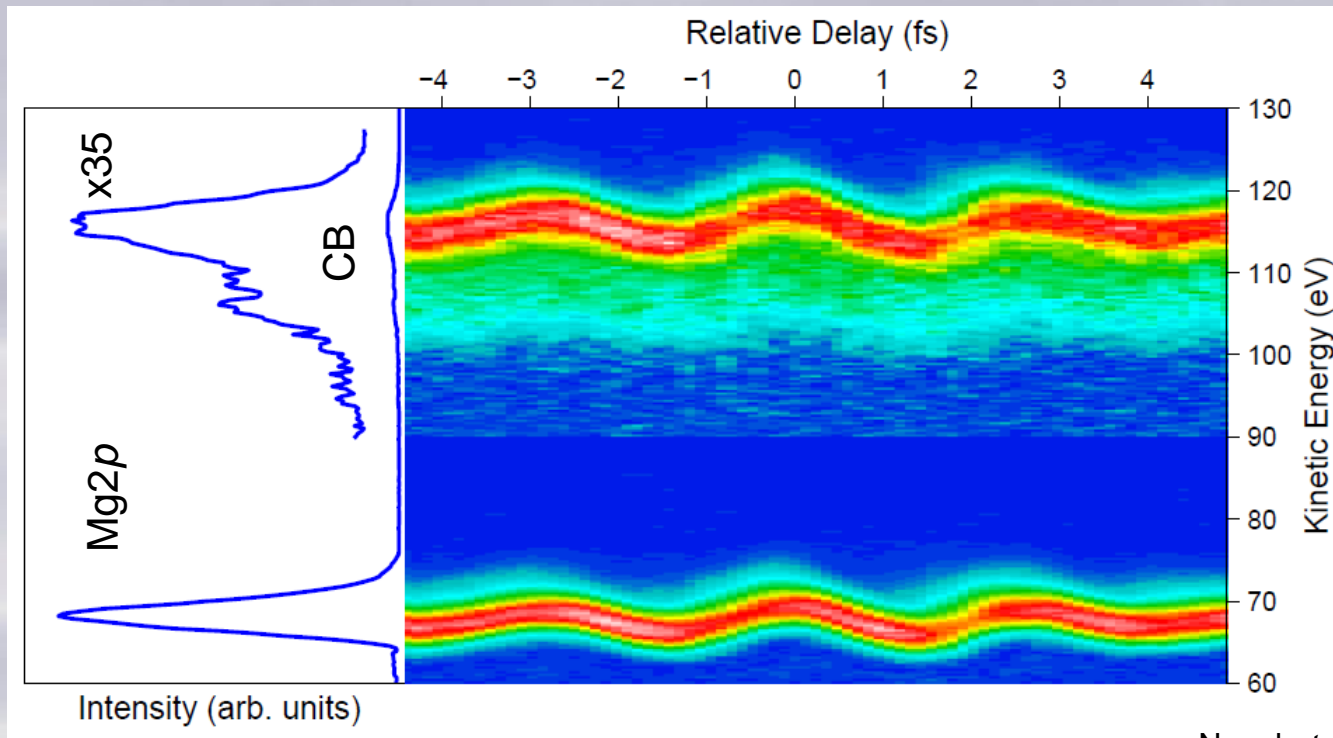 Relative Delay (fs)
−4 −3 −2 −1 0 1 2 3 4
x35
CB
Mg2p
130
120
110
100
90
80
70
60
Kinetic Energy (eV)
Intensity (arb. units)